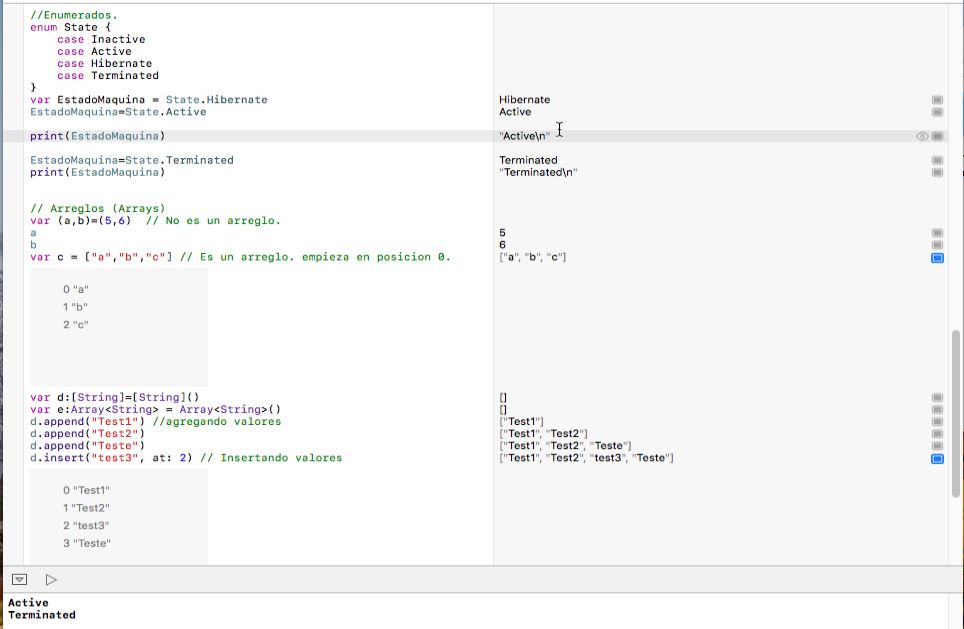 //Enumerados.
enum State {
    case Inactive
    case Active
    case Hibernate
    case Terminated
}
var EstadoMaquina = State.Hibernate Hibernate
EstadoMaquina=State.Active Active
print(EstadoMaquina) "Active\n"
EstadoMaquina=State.Terminated Terminated
print(EstadoMaquina) "Terminated\n"
// Arreglos (Arrays)
var (a,b)=(5,6)  // No es un arreglo.
a 5
b 6
var c = ["a","b","c"] // Es un arreglo. empieza en posicion 0. ["a", "b", "c"]
0 "a"
1 "b"
2 "c"
var d:[String]=[String]() []
var e:Array<String> = Array<String>() []
d.append("Test1") //agregando valores ["Test1"]
d.append("Test2") ["Test1", "Test2"]
d.append("Teste") ["Test1", "Test2", "Teste"]
d.insert("test3", at: 2) // Insertando valores ["Test1", "Test2", "test3", "Teste"]
0 "Test1"
1 "Test2"
2 "test3"
3 "Teste"
Active
Terminated